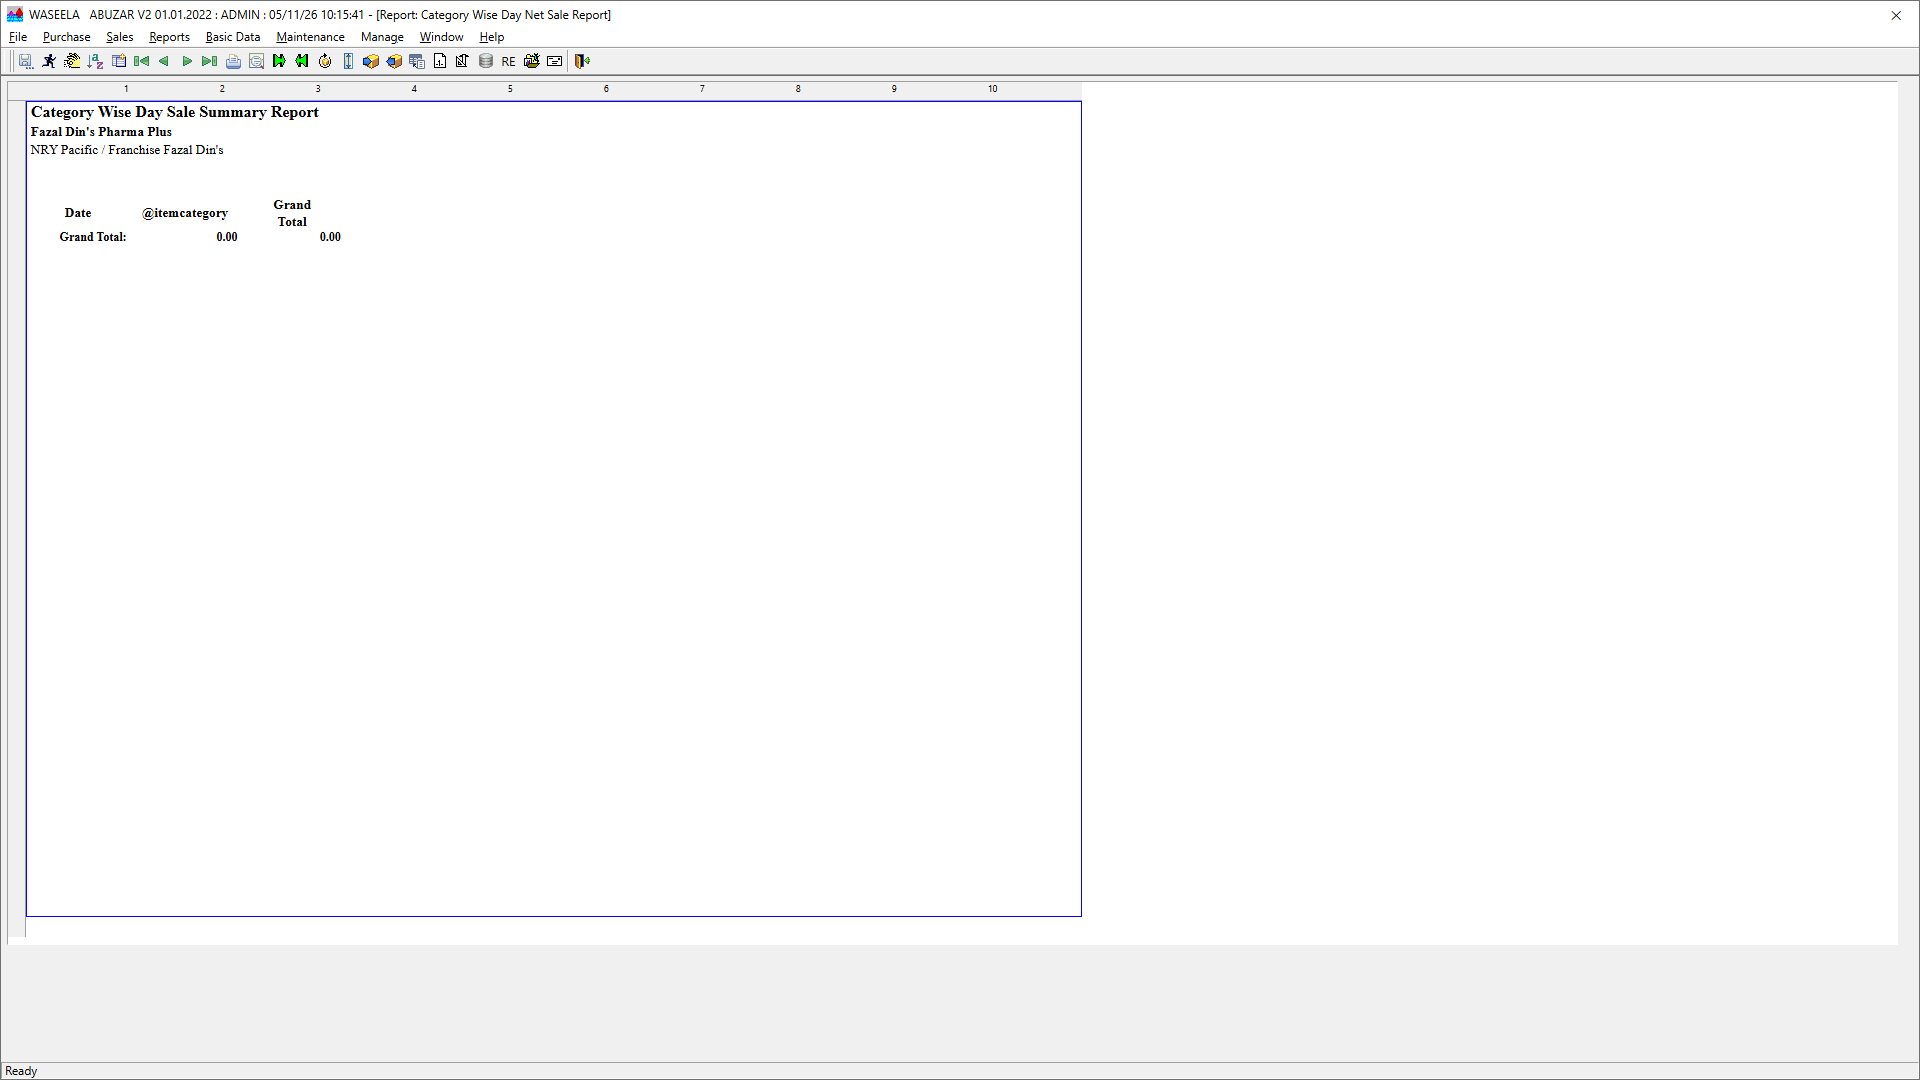 WASEELA   ABUZAR V2 01.01.2022 : ADMIN : 05/11/26 10:15:41 - [Report: Category Wise Day Net Sale Report]
File Purchase Sales Reports Basic Data Maintenance Manage Window Help
RE
1 2 3 4 5 6 7 8 9 10
Category Wise Day Sale Summary Report
Fazal Din's Pharma Plus
NRY Pacific / Franchise Fazal Din's
Date @itemcategory Grand Total
Grand Total: 0.00 0.00
Ready